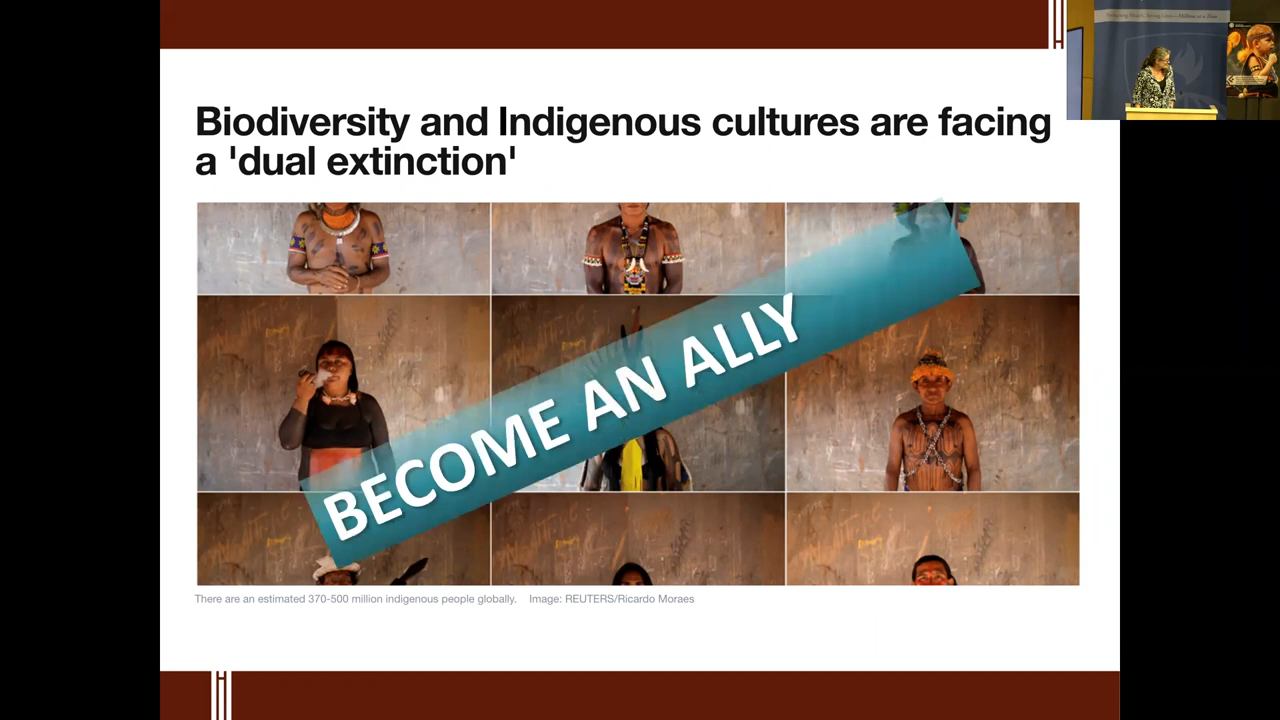 Biodiversity and Indigenous cultures are facing
a 'dual extinction'
BECOME AN ALLY
There are an estimated 370-500 million indigenous people globally. Image: REUTERS/Ricardo Moraes